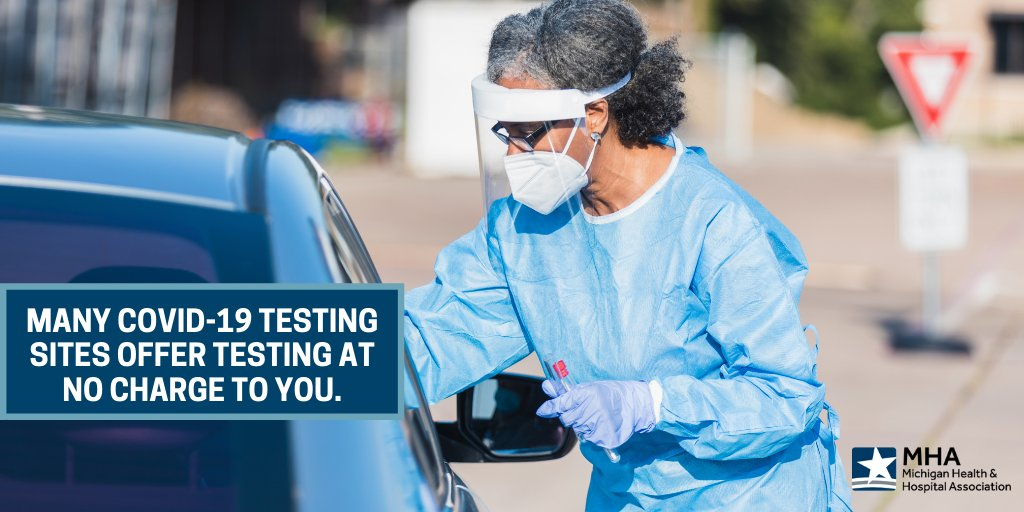 MANY COVID-19 TESTING
SITES OFFER TESTING AT
NO CHARGE TO YOU.
MHA
Michigan Health &
Hospital Association